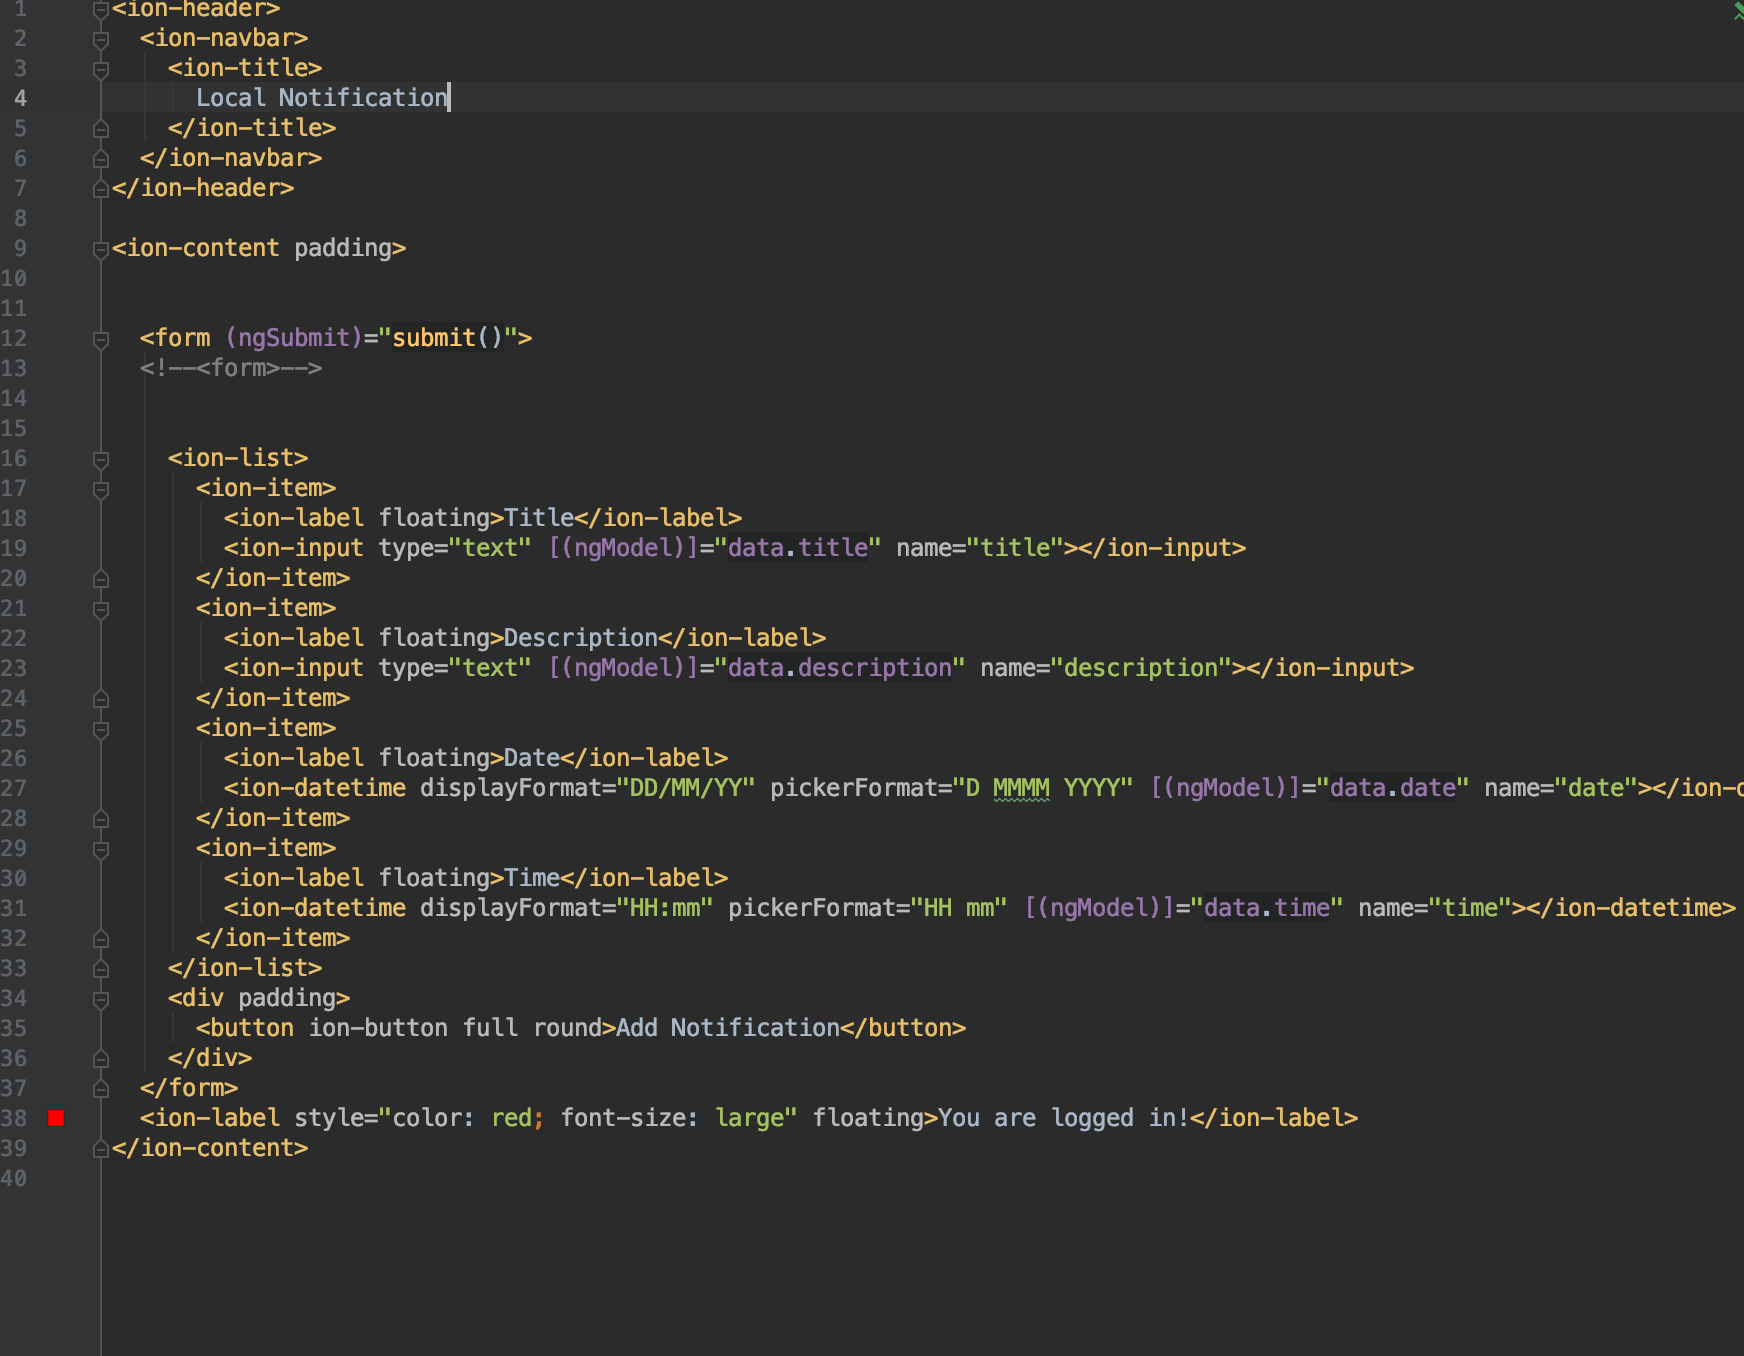 1 <ion-header>
2 <ion-navbar>
3 <ion-title>
4 Local Notification
5 </ion-title>
6 </ion-navbar>
7 </ion-header>
8
9 <ion-content padding>
10
11
12 <form (ngSubmit)="submit()">
13 <!--<form>-->
14
15
16 <ion-list>
17 <ion-item>
18 <ion-label floating>Title</ion-label>
19 <ion-input type="text" [(ngModel)]="data.title" name="title"></ion-input>
20 </ion-item>
21 <ion-item>
22 <ion-label floating>Description</ion-label>
23 <ion-input type="text" [(ngModel)]="data.description" name="description"></ion-input>
24 </ion-item>
25 <ion-item>
26 <ion-label floating>Date</ion-label>
27 <ion-datetime displayFormat="DD/MM/YY" pickerFormat="D MMMM YYYY" [(ngModel)]="data.date" name="date"></ion-
28 </ion-item>
29 <ion-item>
30 <ion-label floating>Time</ion-label>
31 <ion-datetime displayFormat="HH:mm" pickerFormat="HH mm" [(ngModel)]="data.time" name="time"></ion-datetime>
32 </ion-item>
33 </ion-list>
34 <div padding>
35 <button ion-button full round>Add Notification</button>
36 </div>
37 </form>
38 <ion-label style="color: red; font-size: large" floating>You are logged in!</ion-label>
39 </ion-content>
40